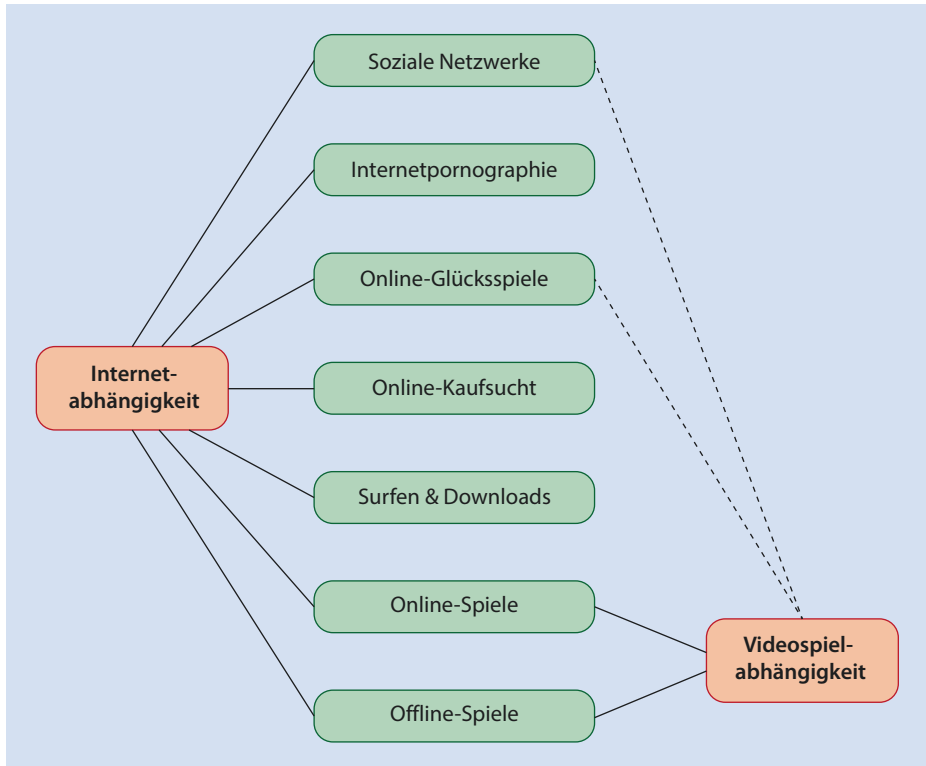 Soziale Netzwerke
Internetpornographie
Online-Glücksspiele
Internet-
abhängigkeit
Online-Kaufsucht
Surfen & Downloads
Online-Spiele
Videospiel-
abhängigkeit
Offline-Spiele